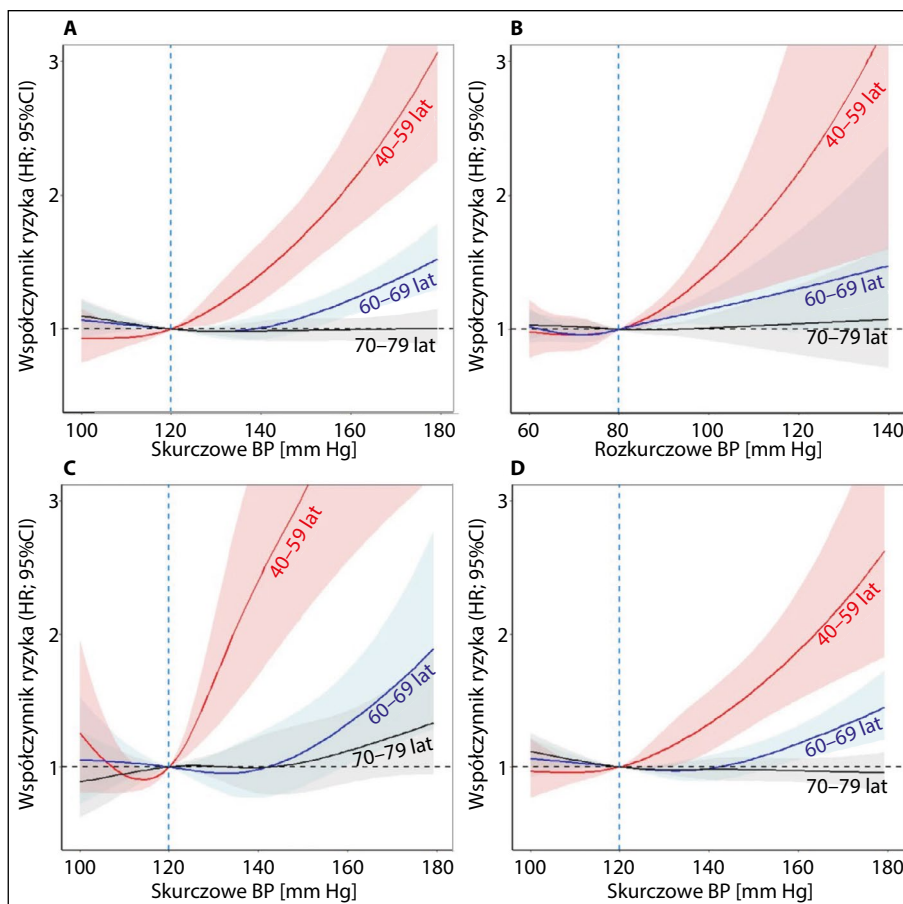 A
Współczynnik ryzyka (HR; 95%CI)
3
2
1
40–59 lat
60–69 lat
70–79 lat
100 120 140 160 180
Skurczowe BP [mm Hg]
B
Współczynnik ryzyka (HR; 95%CI)
3
2
1
40–59 lat
60–69 lat
70–79 lat
60 80 100 120 140
Rozkurczowe BP [mm Hg]
C
Współczynnik ryzyka (HR; 95%CI)
3
2
1
40–59 lat
60–69 lat
70–79 lat
100 120 140 160 180
Skurczowe BP [mm Hg]
D
Współczynnik ryzyka (HR; 95%CI)
3
2
1
40–59 lat
60–69 lat
70–79 lat
100 120 140 160 180
Skurczowe BP [mm Hg]